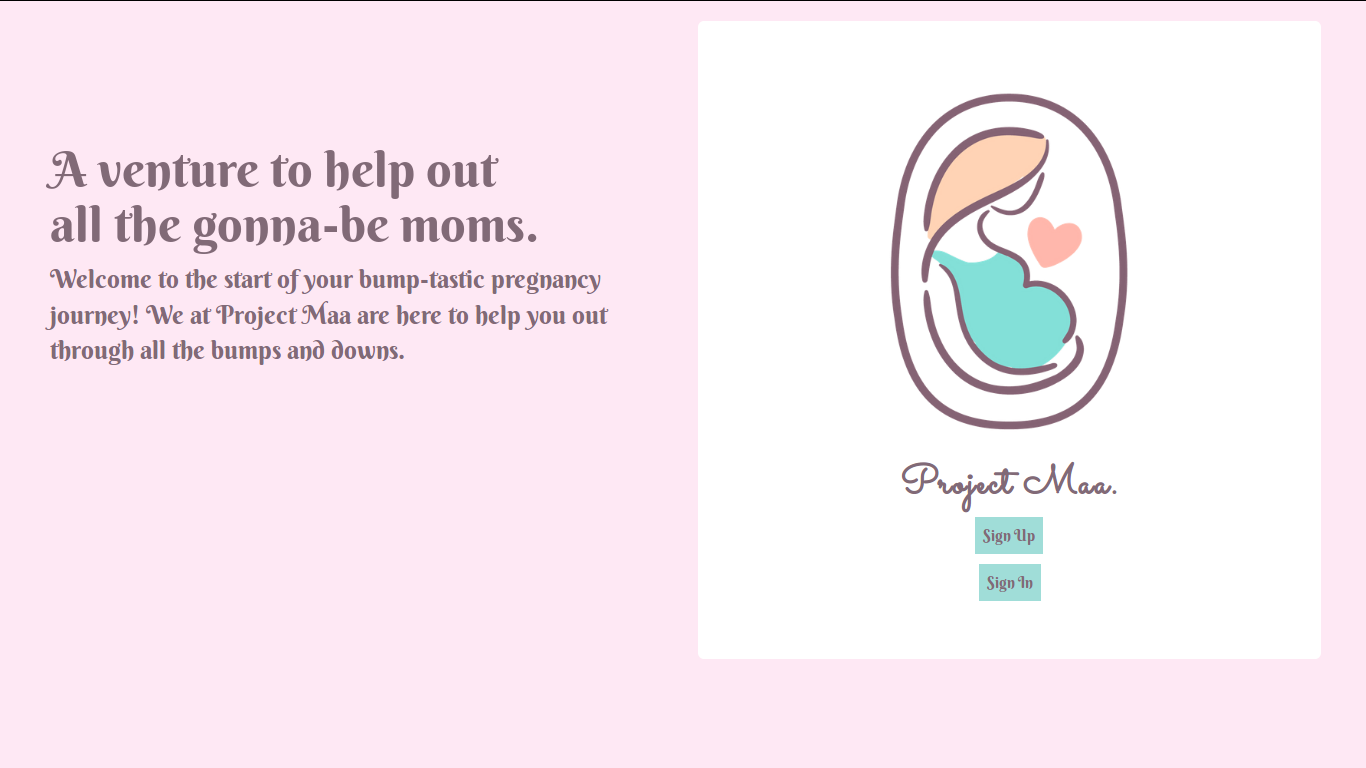 A venture to help out
all the gonna-be moms.
Welcome to the start of your bump-tastic pregnancy
journey! We at Project Maa are here to help you out
through all the bumps and downs.
Project Maa.
Sign Up
Sign In